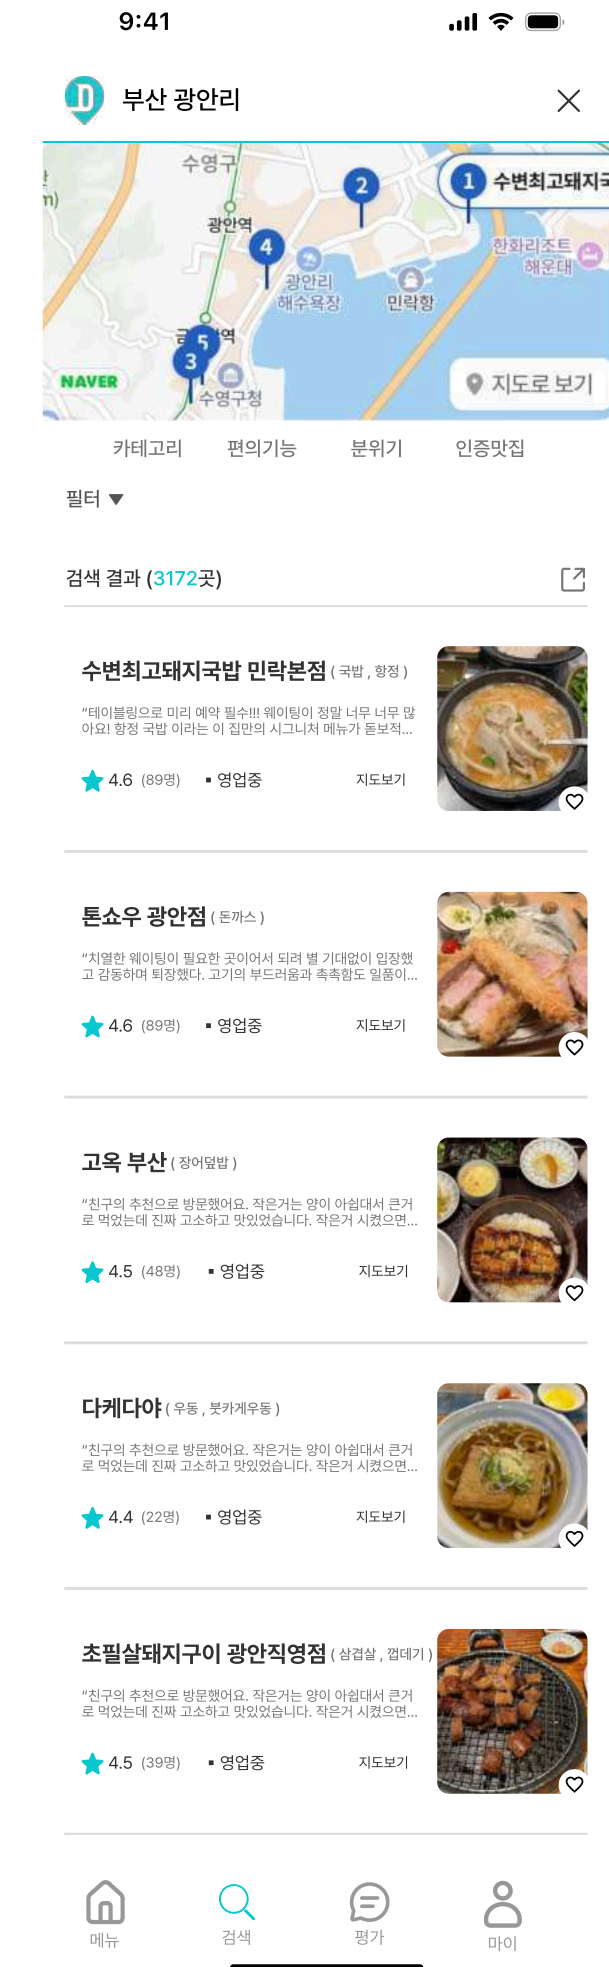 9:41
부산 광안리
수영구
2
1 수변최고돼지국
광안역
4
한화리조트
해운대
광안리
해수욕장
민락항
역
5
3
NAVER
수영구청
지도로 보기
카테고리 편의기능 분위기 인증맛집
필터
검색 결과 (3172곳)
수변최고돼지국밥 민락본점 ( 국밥 , 항정 )
“테이블링으로 미리 예약 필수!!! 웨이팅이 정말 너무 너무 많
아요! 항정 국밥 이라는 이 집만의 시그니처 메뉴가 돋보적...
4.6 (89명) ▪ 영업중 지도보기
톤쇼우 광안점 ( 돈까스 )
“치열한 웨이팅이 필요한 곳이어서 되려 별 기대없이 입장했
고 감동하며 퇴장했다. 고기의 부드러움과 촉촉함도 일품이...
4.6 (89명) ▪ 영업중 지도보기
고옥 부산 ( 장어덮밥 )
“친구의 추천으로 방문했어요. 작은거는 양이 아쉽대서 큰거
로 먹었는데 진짜 고소하고 맛있었습니다. 작은거 시켰으면...
4.5 (48명) ▪ 영업중 지도보기
다케다야 ( 우동 , 붓카게우동 )
“친구의 추천으로 방문했어요. 작은거는 양이 아쉽대서 큰거
로 먹었는데 진짜 고소하고 맛있었습니다. 작은거 시켰으면...
4.4 (22명) ▪ 영업중 지도보기
초필살돼지구이 광안직영점 ( 삼겹살 , 껍데기 )
“친구의 추천으로 방문했어요. 작은거는 양이 아쉽대서 큰거
로 먹었는데 진짜 고소하고 맛있었습니다. 작은거 시켰으면...
4.5 (39명) ▪ 영업중 지도보기
메뉴 검색 평가 마이